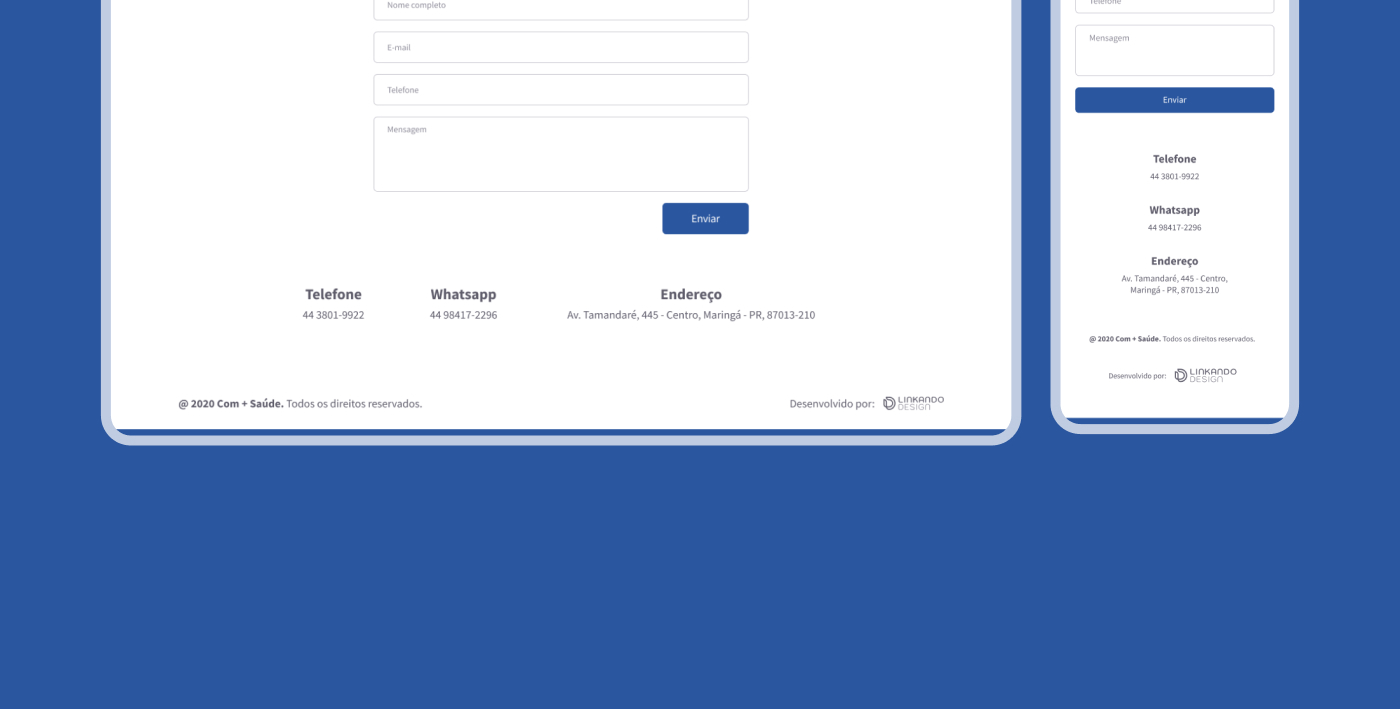 Nome completo
E-mail
Telefone
Mensagem
Enviar
Telefone
44 3801-9922
Whatsapp
44 98417-2296
Endereço
Av. Tamandaré, 445 - Centro, Maringá - PR, 87013-210
@ 2020 Com + Saúde. Todos os direitos reservados.
Desenvolvido por:
LINKANDO
DESIGN
Telefone
Mensagem
Enviar
Telefone
44 3801-9922
Whatsapp
44 98417-2296
Endereço
Av. Tamandaré, 445 - Centro,
Maringá - PR, 87013-210
@ 2020 Com + Saúde. Todos os direitos reservados.
Desenvolvido por:
LINKANDO
DESIGN